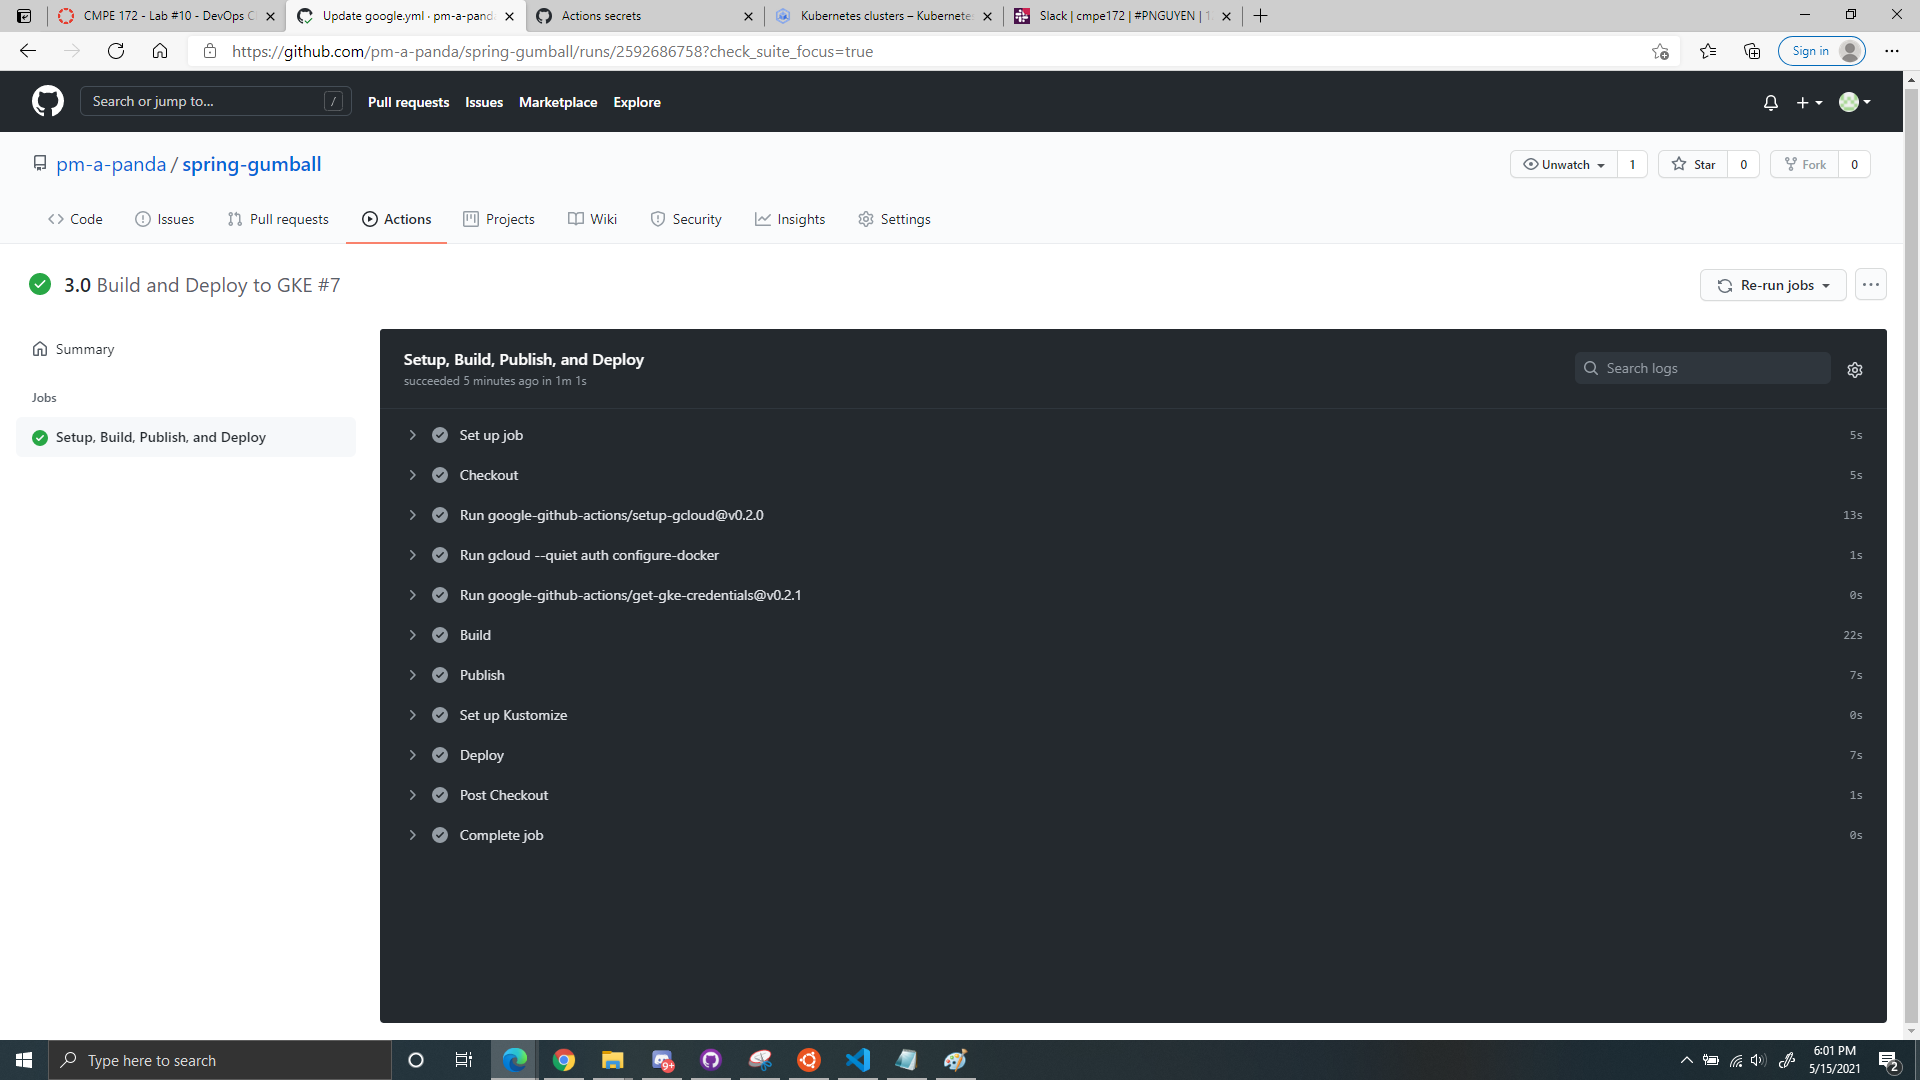 CMPE 172 - Lab #10 - DevOps C
Update google.yml · pm-a-pand
Actions secrets
Kubernetes clusters – Kubernete
Slack | cmpe172 | #PNGUYEN | 1
https://github.com/pm-a-panda/spring-gumball/runs/2592686758?check_suite_focus=true
Sign in
Search or jump to...
/
Pull requests
Issues
Marketplace
Explore
pm-a-panda / spring-gumball
Unwatch
1
Star
0
Fork
0
Code
Issues
Pull requests
Actions
Projects
Wiki
Security
Insights
Settings
3.0 Build and Deploy to GKE #7
Re-run jobs
Summary
Jobs
Setup, Build, Publish, and Deploy
Setup, Build, Publish, and Deploy
succeeded 5 minutes ago in 1m 1s
Search logs
Set up job 5s
Checkout 5s
Run google-github-actions/setup-gcloud@v0.2.0 13s
Run gcloud --quiet auth configure-docker 1s
Run google-github-actions/get-gke-credentials@v0.2.1 0s
Build 22s
Publish 7s
Set up Kustomize 0s
Deploy 7s
Post Checkout 1s
Complete job 0s
Type here to search
9+
6:01 PM
5/15/2021
2